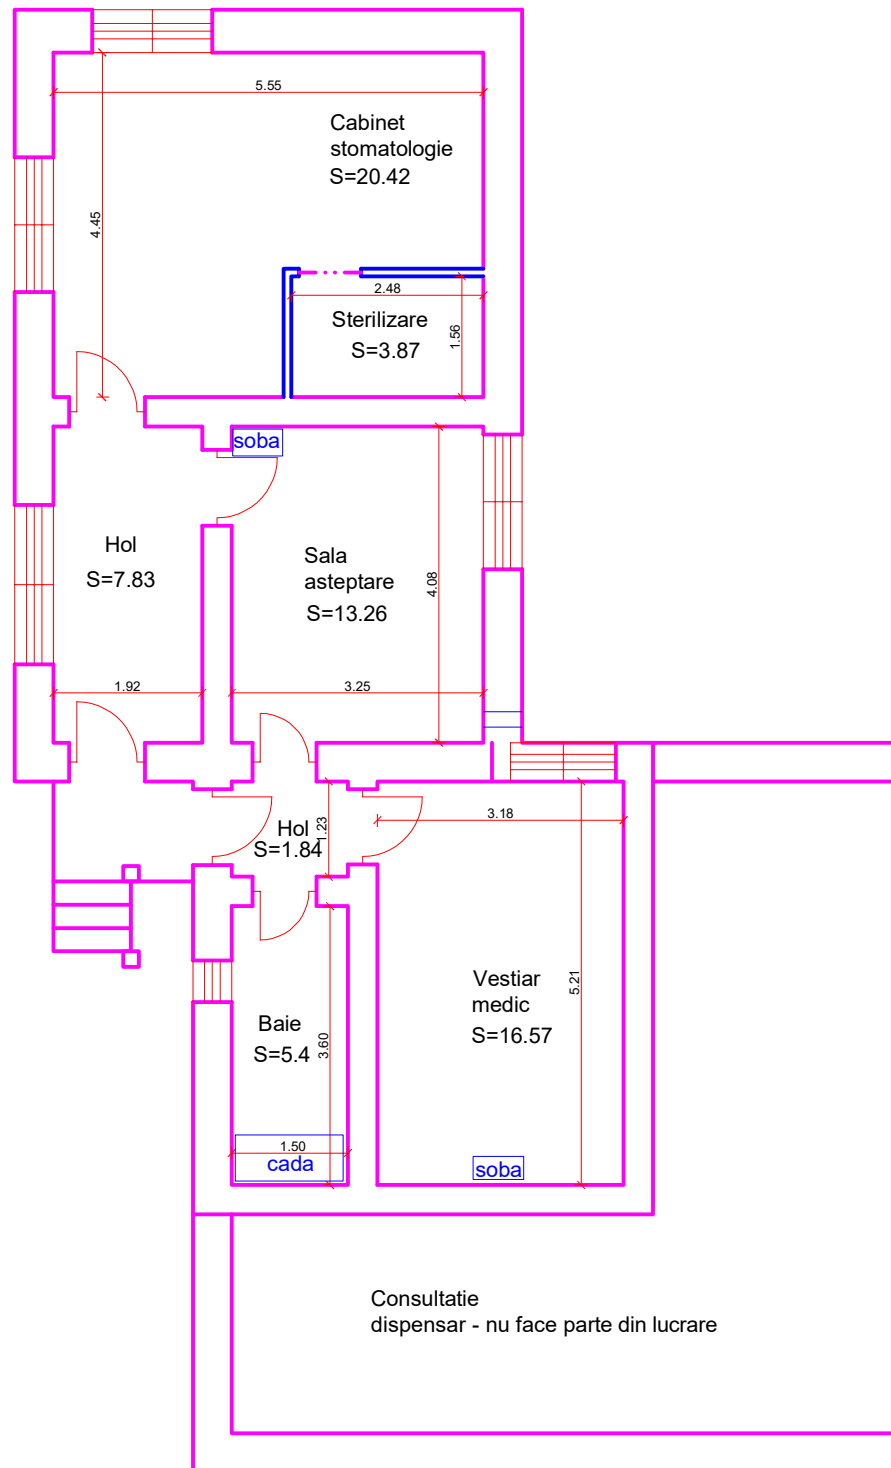 5.55
Cabinet
stomatologie
S=20.42
4.45
2.48
Sterilizare
S=3.87
1.56
soba
Hol
S=7.83
Sala
asteptare
S=13.26
4.08
1.92
3.25
Hol
S=1.84
1.23
3.18
Vestiar
medic
S=16.57
5.21
Baie
S=5.4
3.60
1.50
cada
soba
Consultatie
dispensar - nu face parte din lucrare